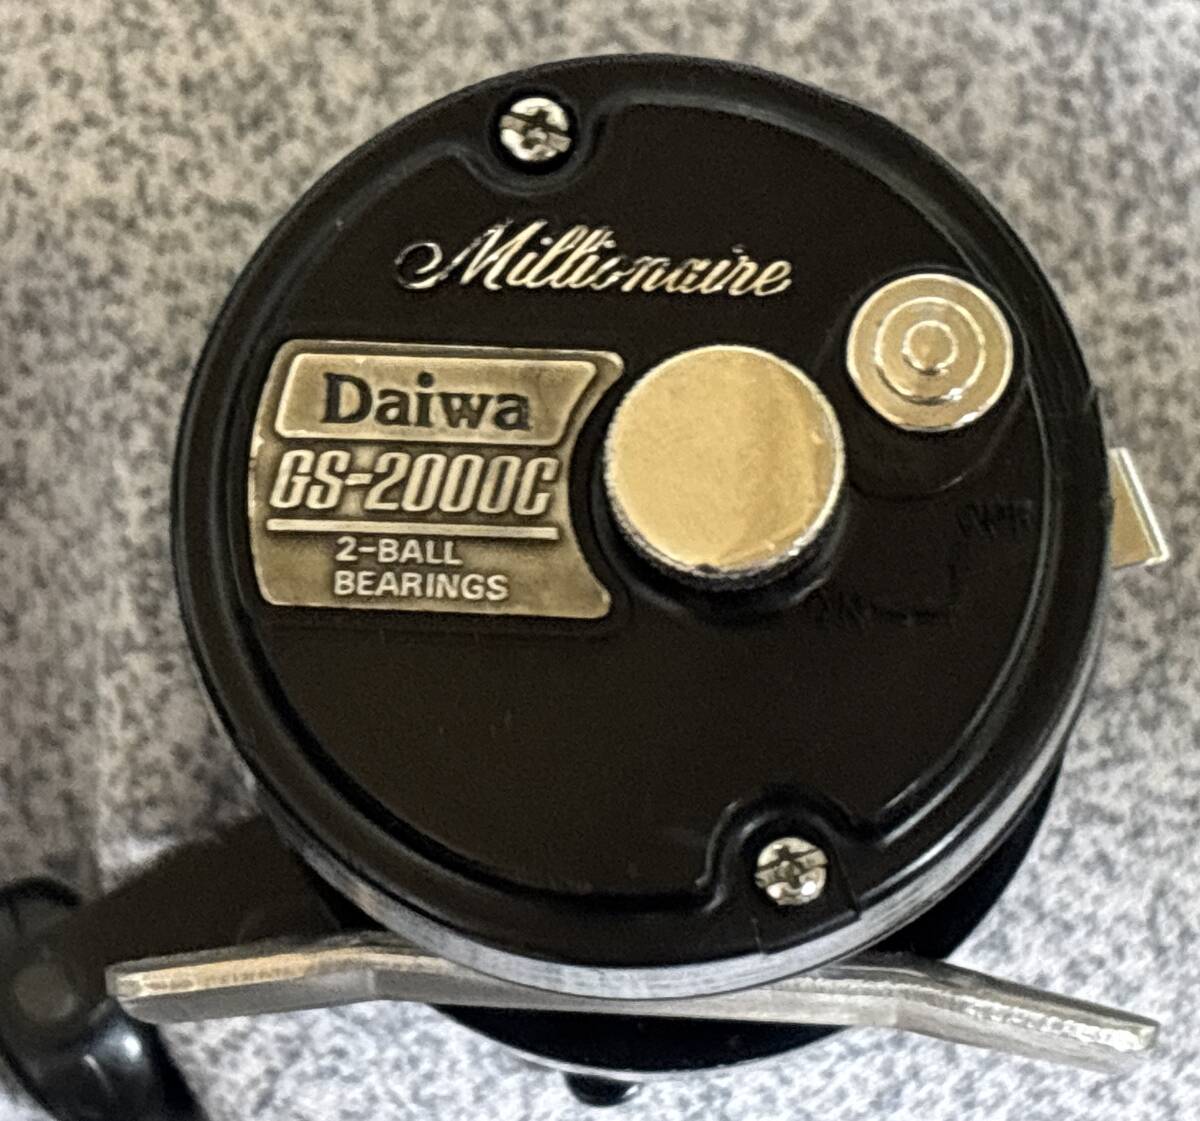 Millionaire
Daiwa
GS-2000C
2-BALL
BEARINGS